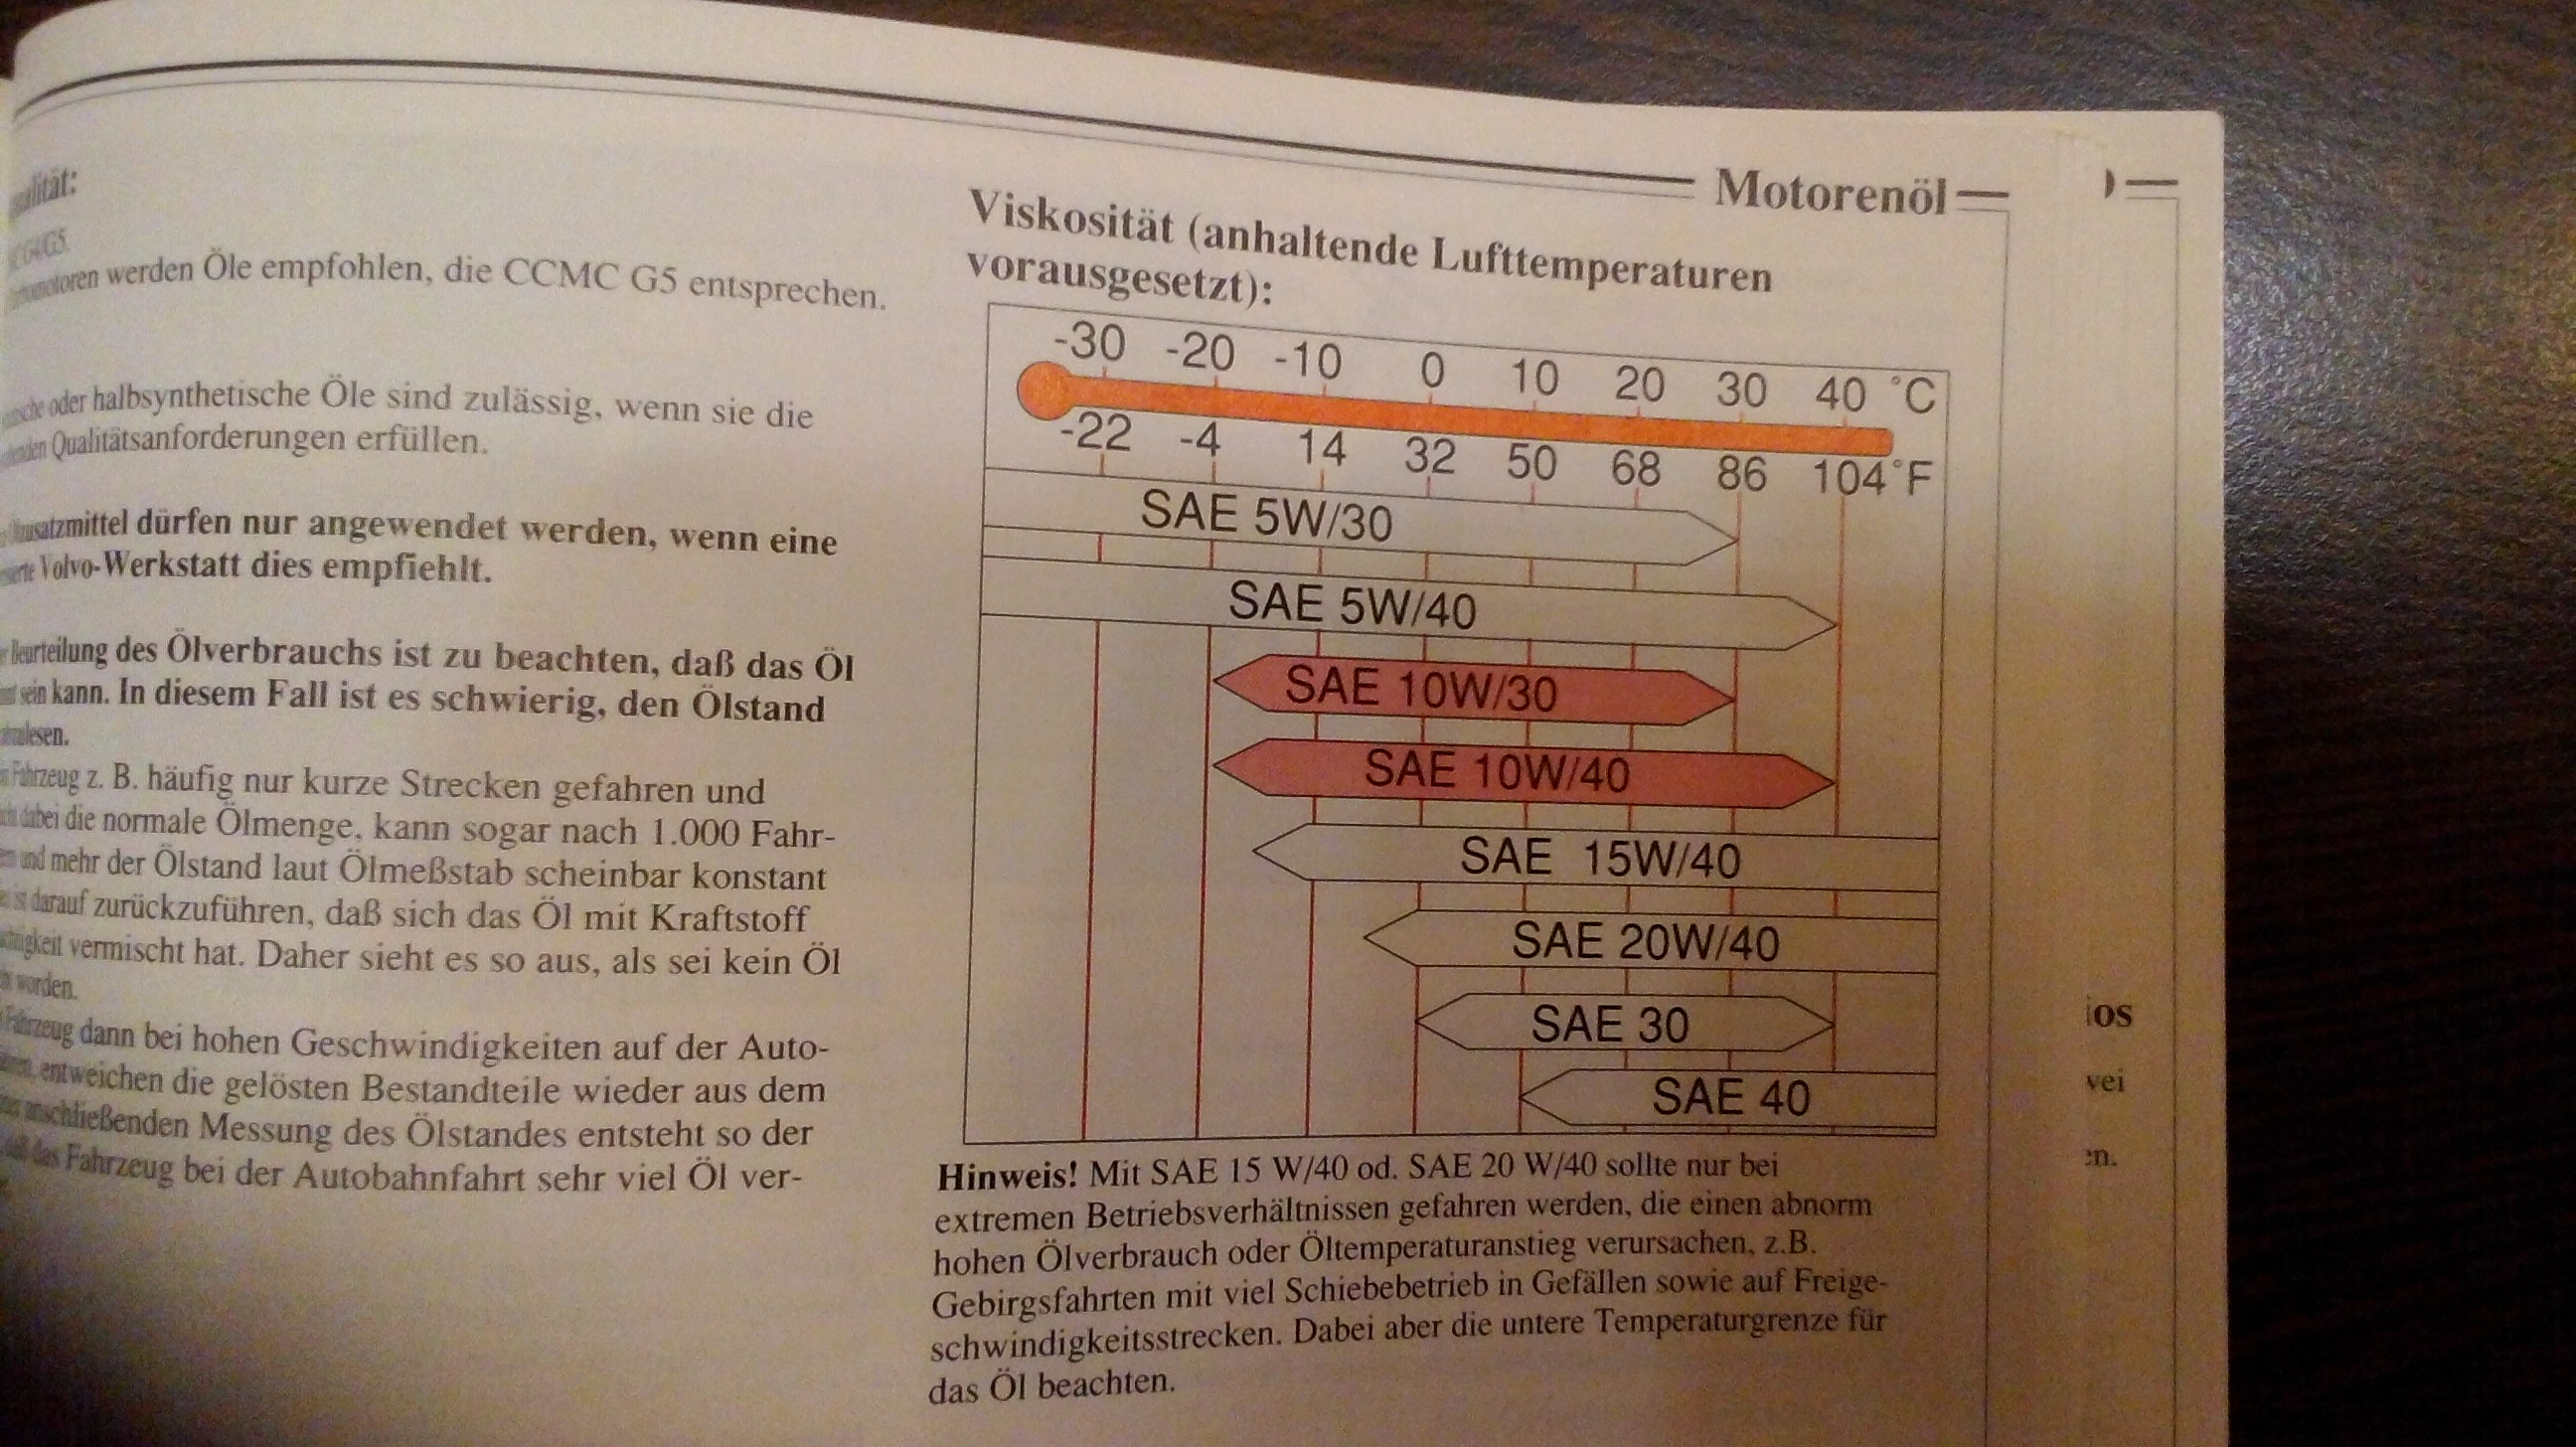 Motorenöl
werden Öle empfohlen, die CCMC G5 entsprechen.
oder halbsynthetische Öle sind zulässig, wenn sie die
Qualitätsanforderungen erfüllen.
dürfen nur angewendet werden, wenn eine
Volvo-Werkstatt dies empfiehlt.
Beurteilung des Ölverbrauchs ist zu beachten, daß das Öl
sein kann. In diesem Fall ist es schwierig, den Ölstand
Fahrzeug z. B. häufig nur kurze Strecken gefahren und
dabei die normale Ölmenge, kann sogar nach 1.000 Fahr-
und mehr der Ölstand laut Ölmeßstab scheinbar konstant
ist darauf zurückzuführen, daß sich das Öl mit Kraftstoff
vermischt hat. Daher sieht es so aus, als sei kein Öl
worden.
Fahrzeug dann bei hohen Geschwindigkeiten auf der Auto-
entweichen die gelösten Bestandteile wieder aus dem
anschließenden Messung des Ölstandes entsteht so der
das Fahrzeug bei der Autobahnfahrt sehr viel Öl ver-
Viskosität (anhaltende Lufttemperaturen
vorausgesetzt):
-30 -20 -10 0 10 20 30 40 °C
-22 -4 14 32 50 68 86 104 °F
SAE 5W/30
SAE 5W/40
SAE 10W/30
SAE 10W/40
SAE 15W/40
SAE 20W/40
SAE 30
SAE 40
Hinweis! Mit SAE 15 W/40 od. SAE 20 W/40 sollte nur bei
extremen Betriebsverhältnissen gefahren werden, die einen abnorm
hohen Ölverbrauch oder Öltemperaturanstieg verursachen, z.B.
Gebirgsfahrten mit viel Schiebebetrieb in Gefällen sowie auf Freige-
schwindigkeitsstrecken. Dabei aber die untere Temperaturgrenze für
das Öl beachten.